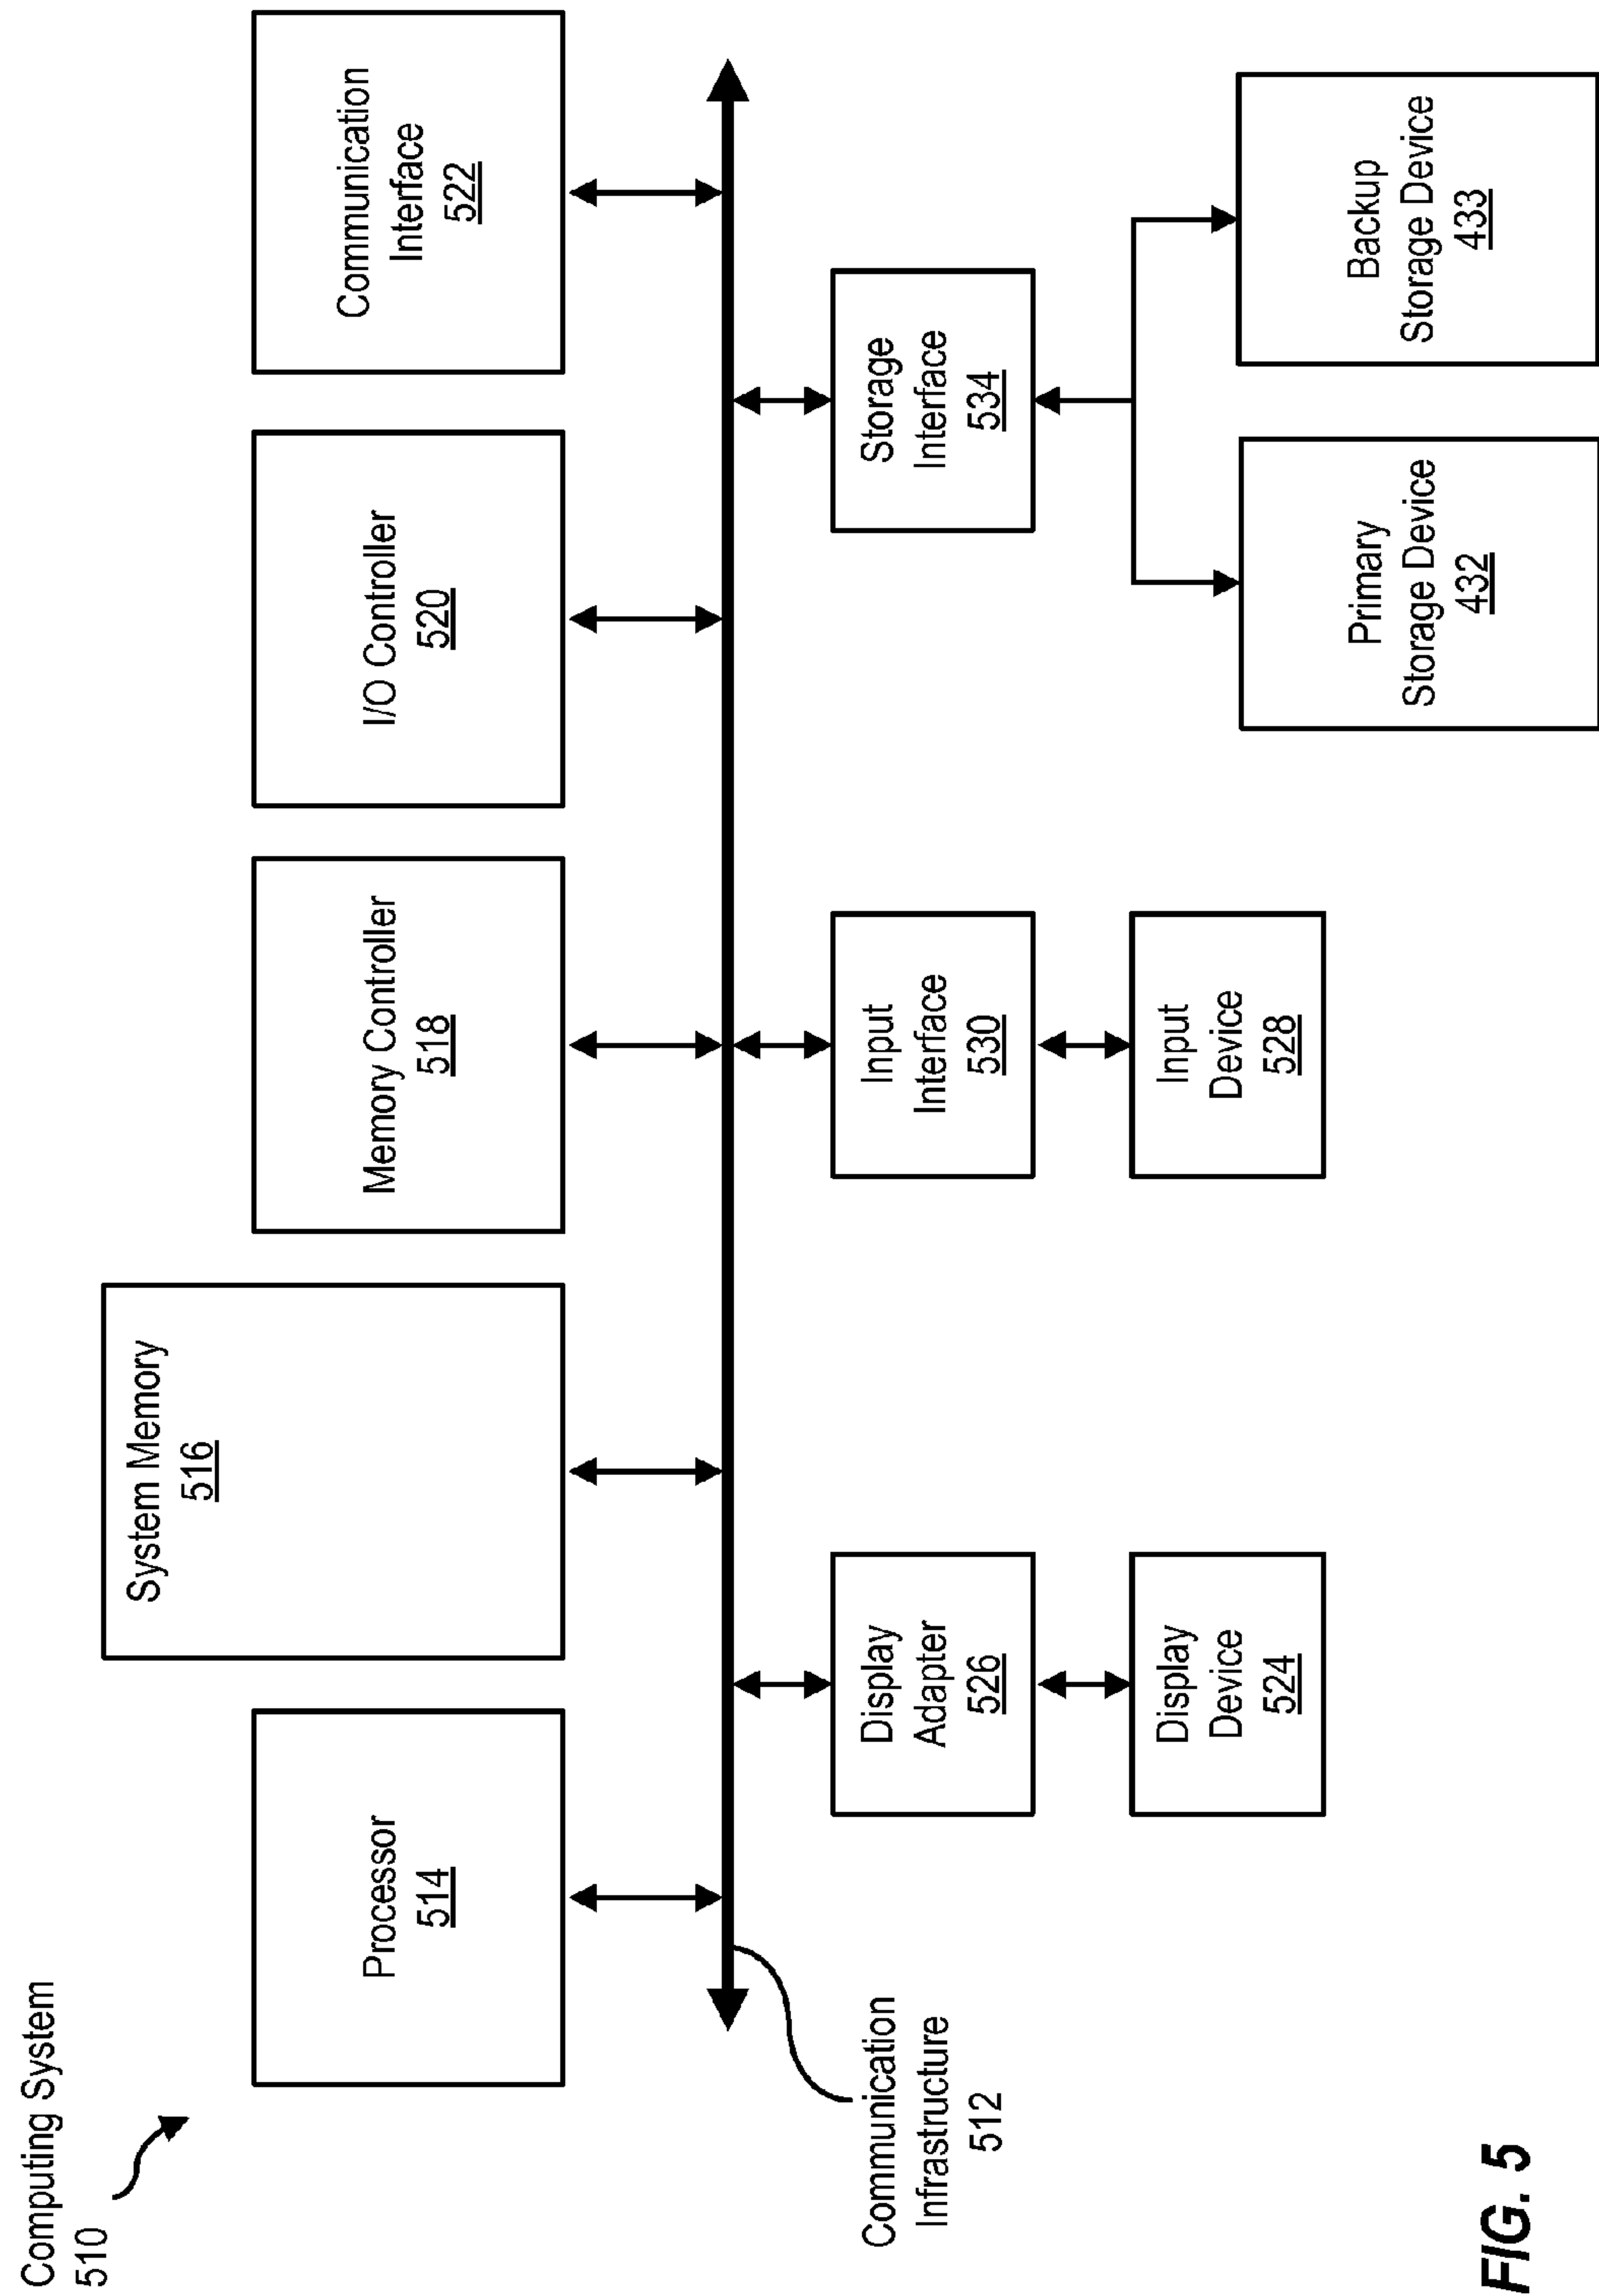 Computing System
510
Processor
514
System Memory
516
Memory Controller
518
I/O Controller
520
Communication
Interface
522
Communication
Infrastructure
512
Display
Adapter
526
Input
Interface
530
Storage
Interface
534
Display
Device
524
Input
Device
528
Primary
Storage Device
432
Backup
Storage Device
433
FIG. 5